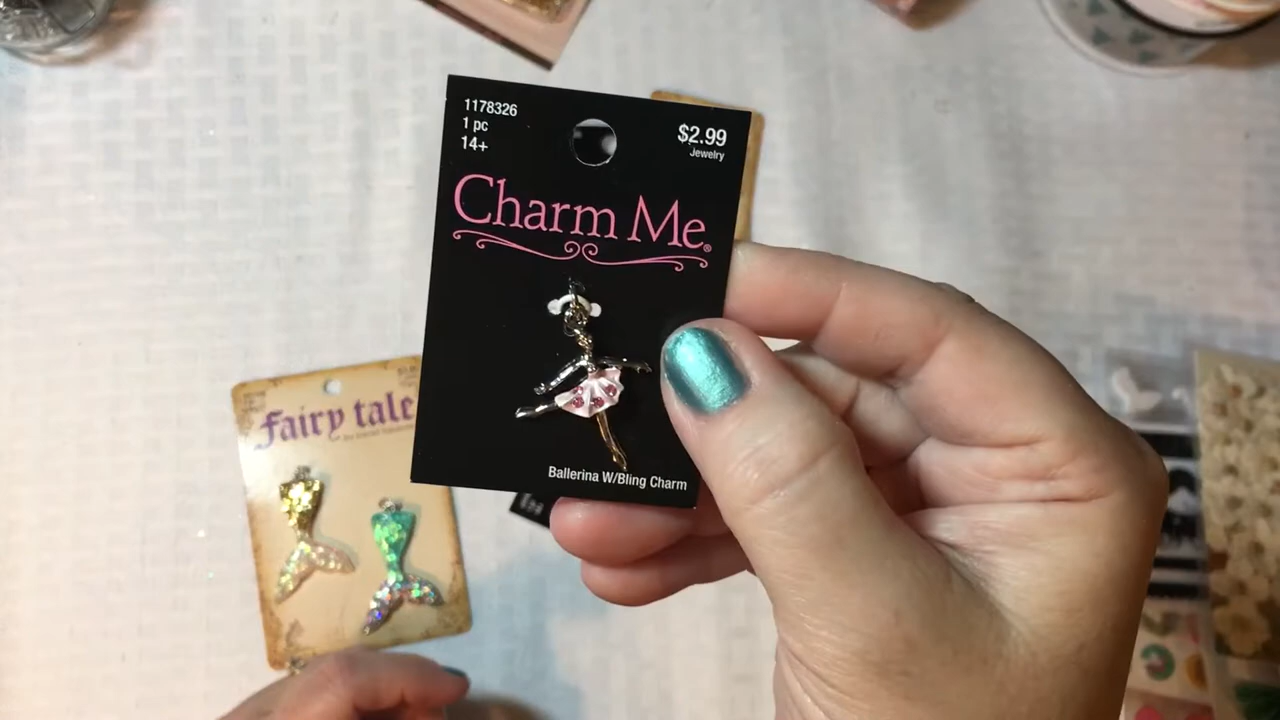 1178326
1 pc
14+
$2.99
Jewelry
Charm Me®
Ballerina W/Bling Charm
fairy tale